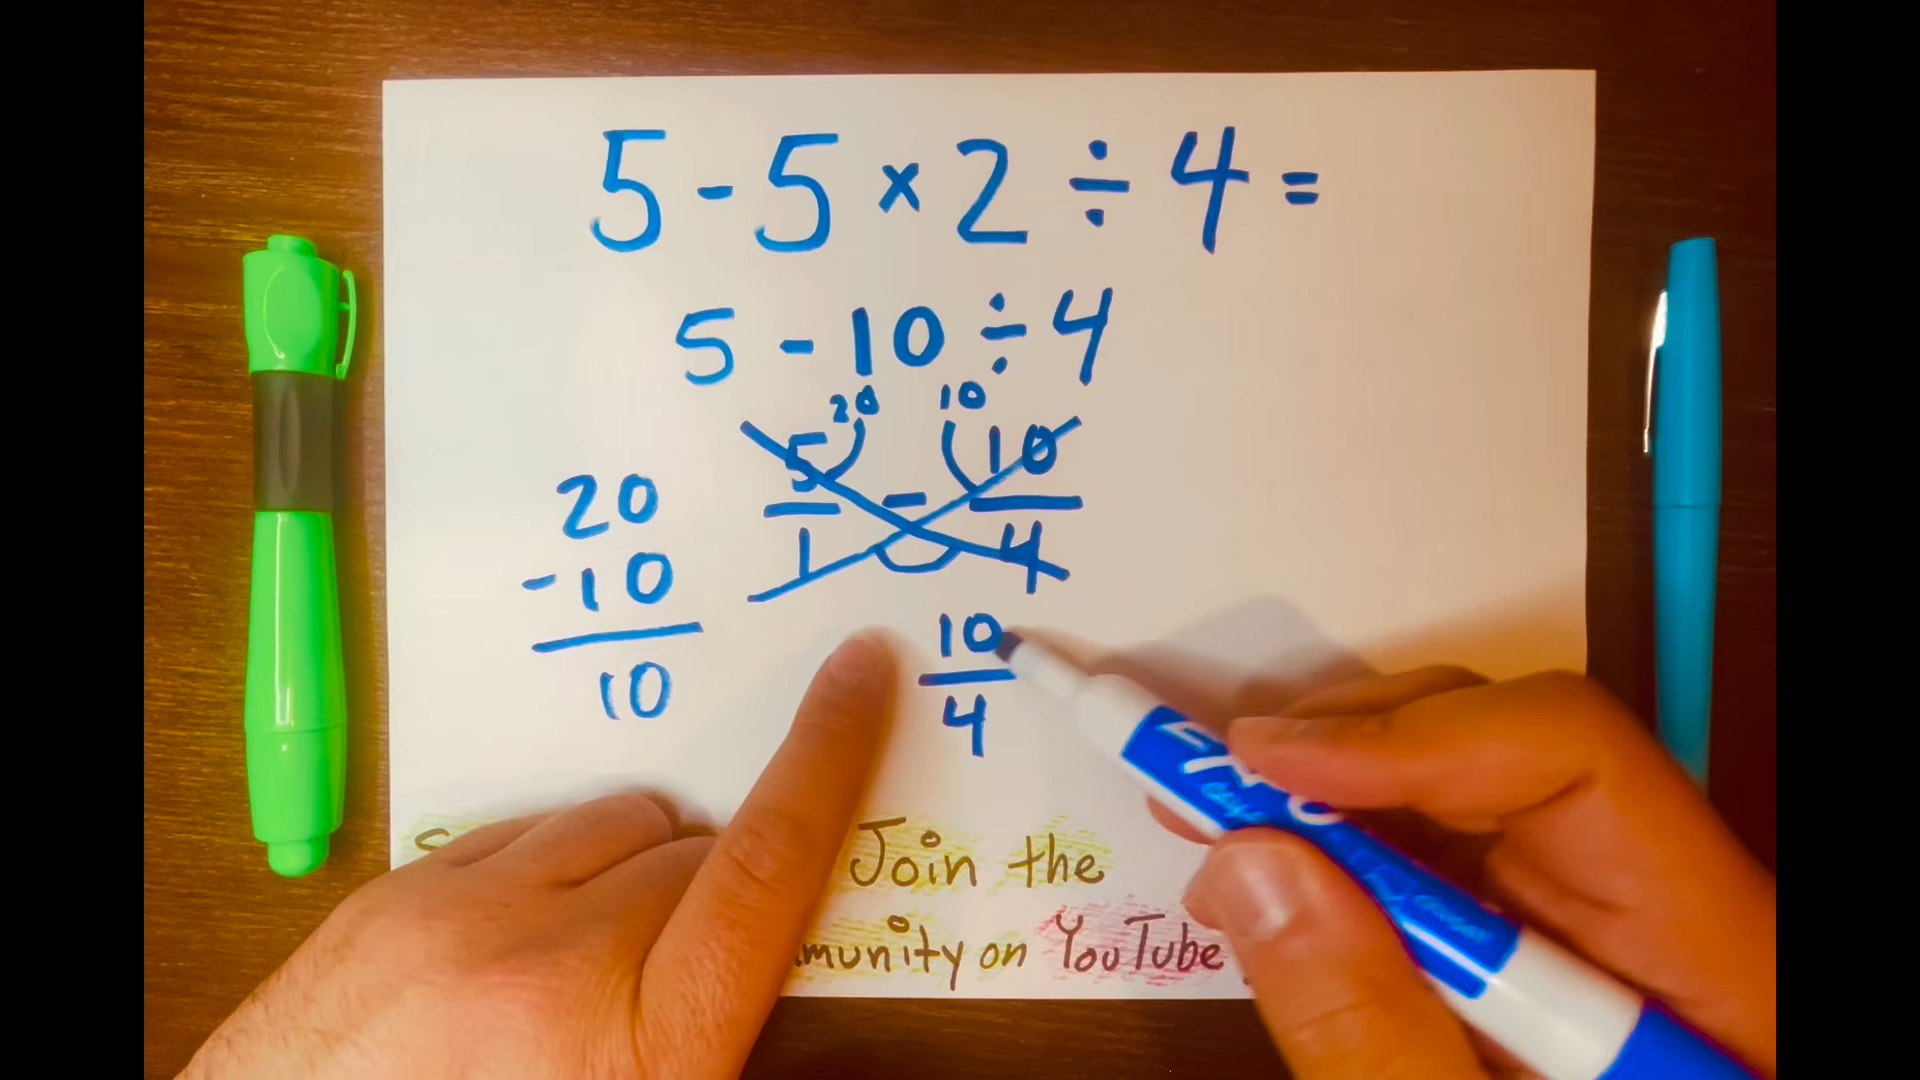 5 - 5 × 2 ÷ 4 =
5 - 10 ÷ 4
20 10
5 - 10
1 4
20
- 10
10
10
4
Join the
munity on YouTube